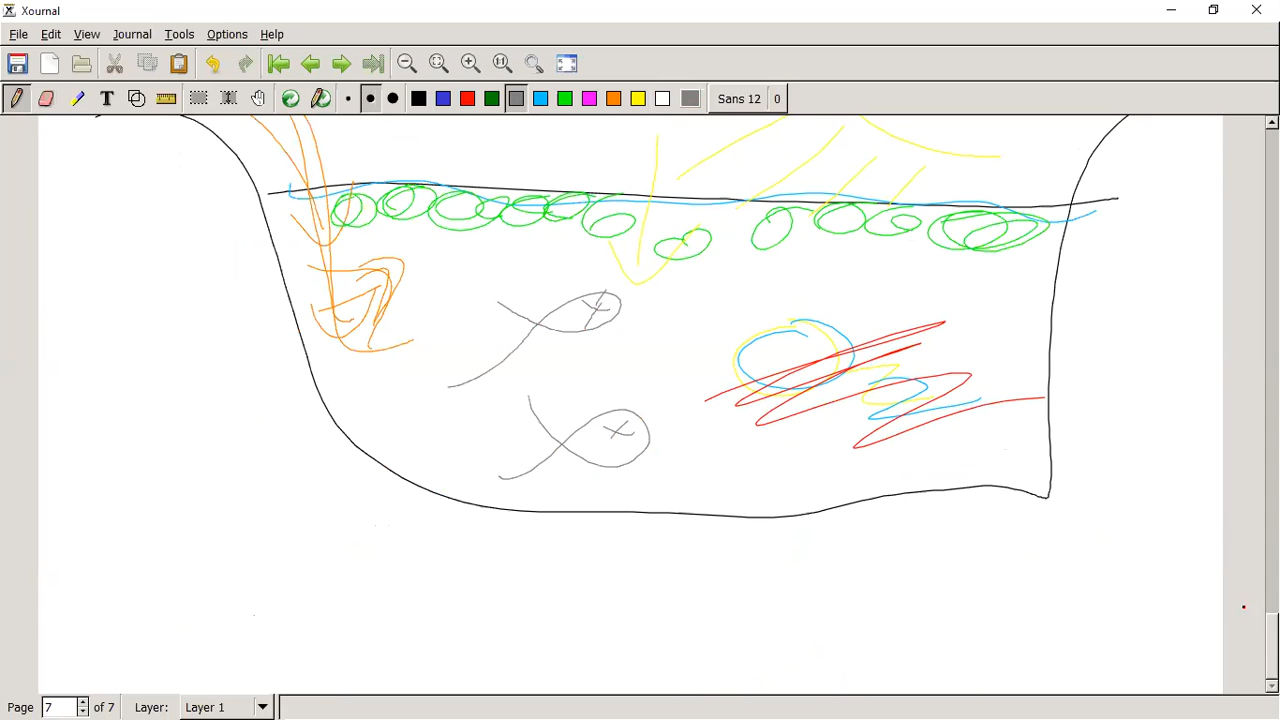 Xournal
File Edit View Journal Tools Options Help
T Sans 12 0
Page 7 of 7 Layer: Layer 1